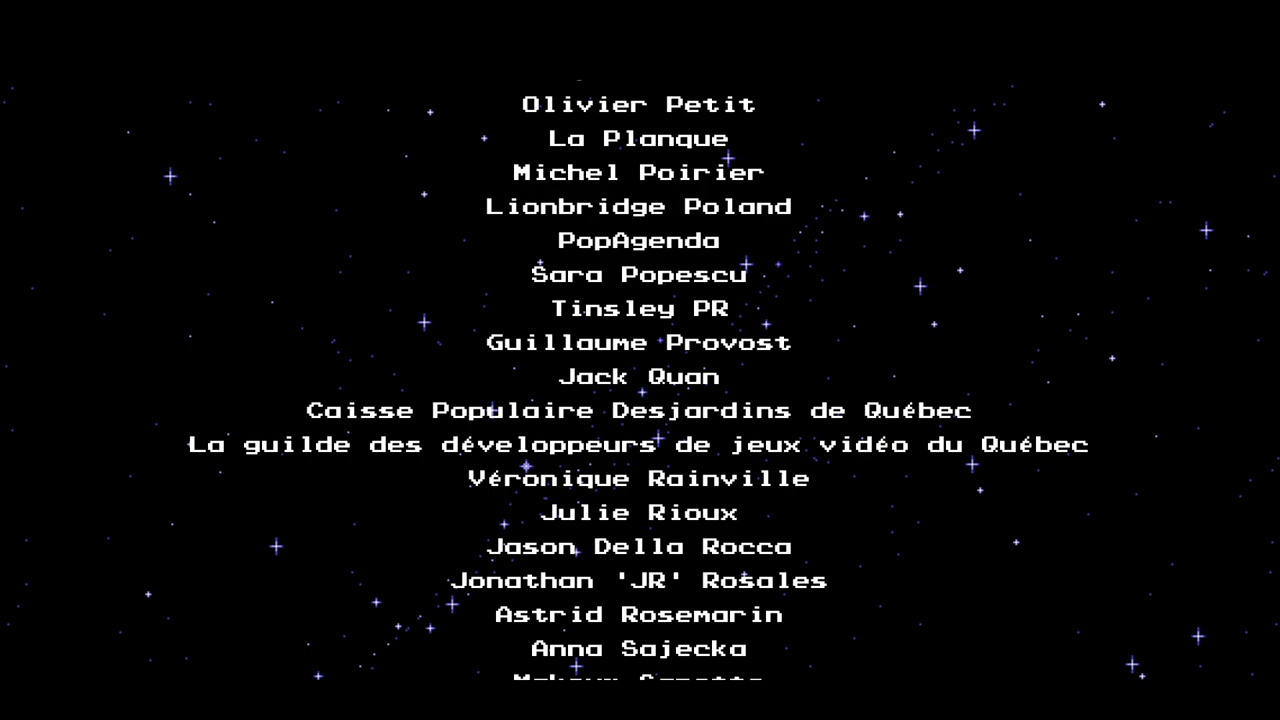 Olivier Petit
La Planque
Michel Poirier
Lionbridge Poland
PopAgenda
Sara Popescu
Tinsley PR
Guillaume Provost
Jack Quan
Caisse Populaire Desjardins de Québec
La guilde des développeurs de jeux vidéo du Québec
Véronique Rainville
Julie Rioux
Jason Della Rocca
Jonathan 'JR' Rosales
Astrid Rosemarin
Anna Sajecka